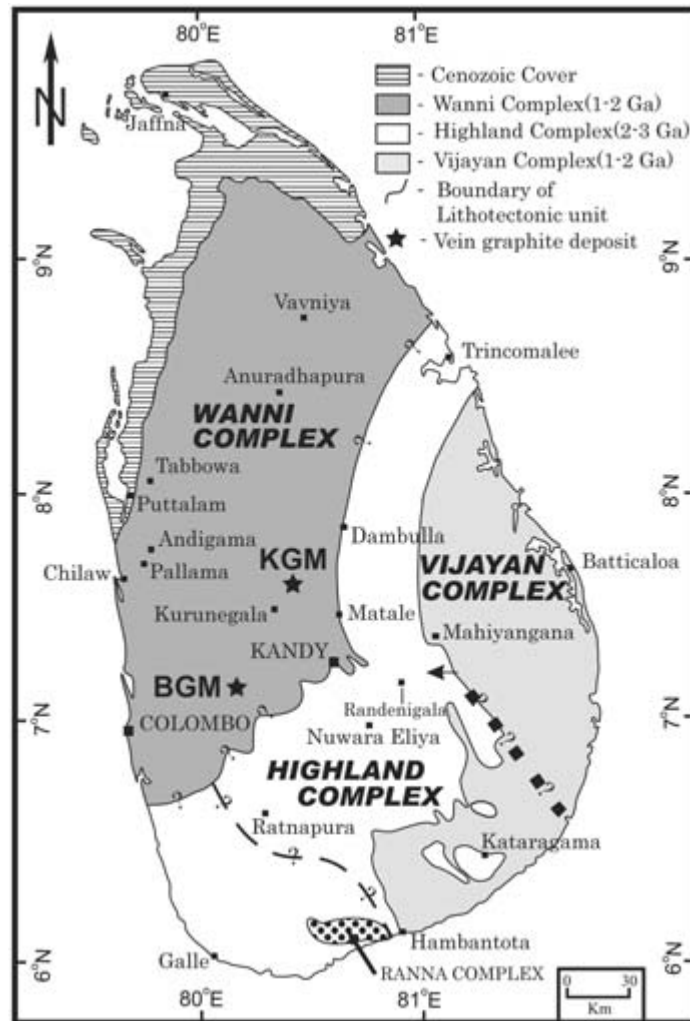 80°E
81°E
N
- Cenozoic Cover
- Wanni Complex(1-2 Ga)
- Highland Complex(2-3 Ga)
- Vijayan Complex(1-2 Ga)
- Boundary of
Lithotectonic unit
- Vein graphite deposit
Jaffna
9°N
9°N
Vavniya
Trincomalee
Anuradhapura
WANNI
COMPLEX
?
?
Tabbowa
8°N
8°N
Puttalam
Dambulla
Andigama
KGM
VIJAYAN
COMPLEX
Batticaloa
Chilaw
Pallama
Kurunegala
Matale
Mahiyangana
KANDY
BGM
Randenigala
7°N
7°N
COLOMBO
?
?
Nuwara Eliya
?
?
HIGHLAND
COMPLEX
?
?
?
Ratnapura
?
Kataragama
?
Hambantota
6°N
Galle
6°N
RANNA COMPLEX
0
30
Km
80°E
81°E